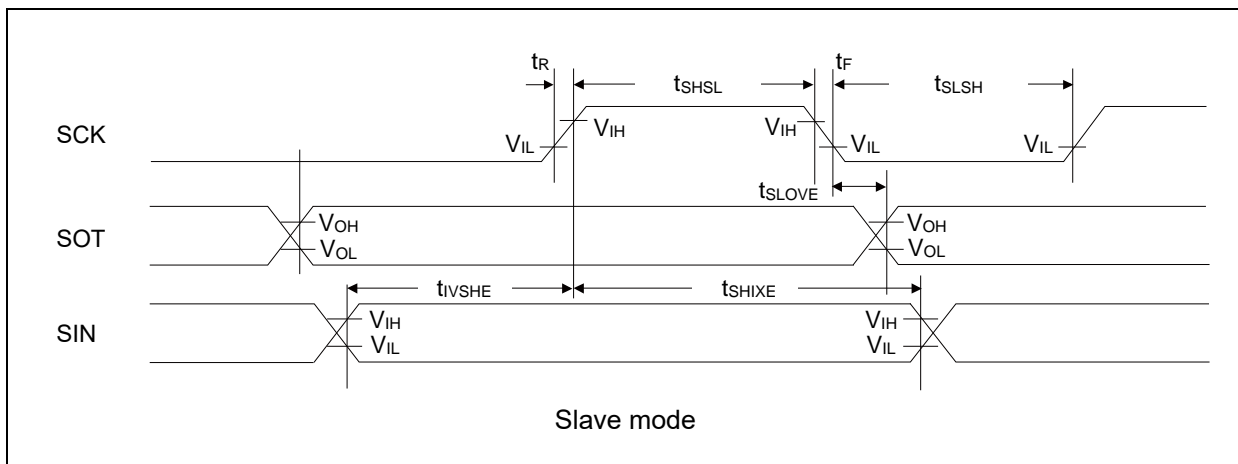 tR tSHSL tF tSLSH
SCK VIL VIH VIH VIL VIL
tSLOVE
SOT VOH VOL VOH VOL
tIVSHE tSHIXE
SIN VIH VIL VIH VIL
Slave mode